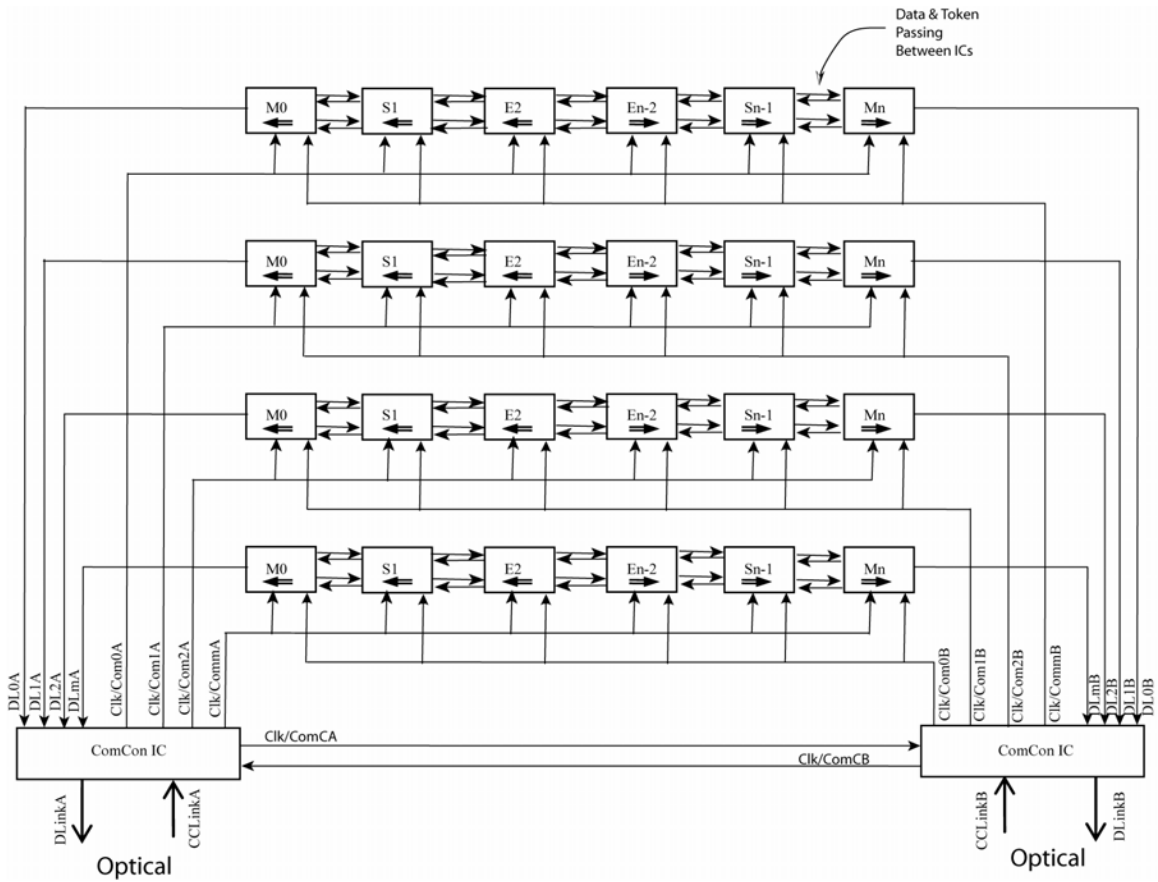 Data & Token
Passing
Between ICs
M0
S1
E2
En-2
Sn-1
Mn
M0
S1
E2
En-2
Sn-1
Mn
M0
S1
E2
En-2
Sn-1
Mn
M0
S1
E2
En-2
Sn-1
Mn
DL0A
DL1A
DL2A
DLmA
Clk/Com0A
Clk/Com1A
Clk/Com2A
Clk/CommA
Clk/Com0B
Clk/Com1B
Clk/Com2B
Clk/CommB
DLmB
DL2B
DL1B
DL0B
ComCon IC
Clk/ComCA
Clk/ComCB
ComCon IC
DLinkA
CCLinkA
CCLinkB
DLinkB
Optical
Optical